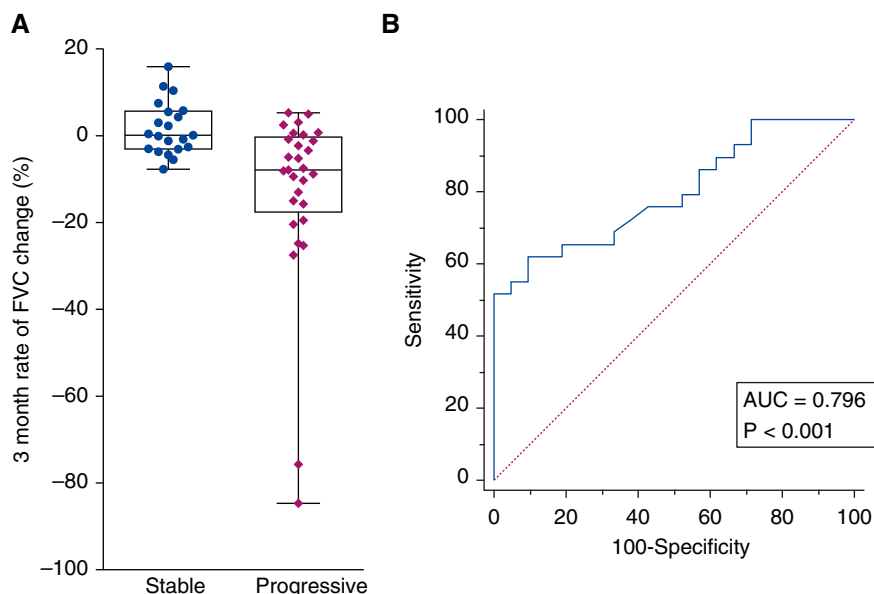 A
3 month rate of FVC change (%)
20
0
−20
−40
−60
−80
−100
Stable
Progressive
B
Sensitivity
100
80
60
40
20
0
AUC = 0.796
P < 0.001
0 20 40 60 80 100
100-Specificity